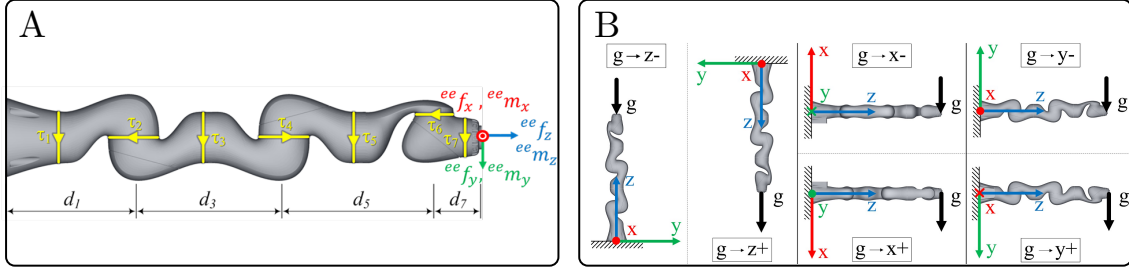 A
τ1 τ2 τ3 τ4 τ5 τ6 τ7
ee fx , ee mx
ee fz
ee mz
ee fy, ee my
d1 d3 d5 d7
B
g → z-
g
z
x
y
y
x
z
g
g → z+
g → x-
x
y
z
g
y
z
x
g
g → x+
g → y-
y
x
z
g
x
z
y
g
g → y+